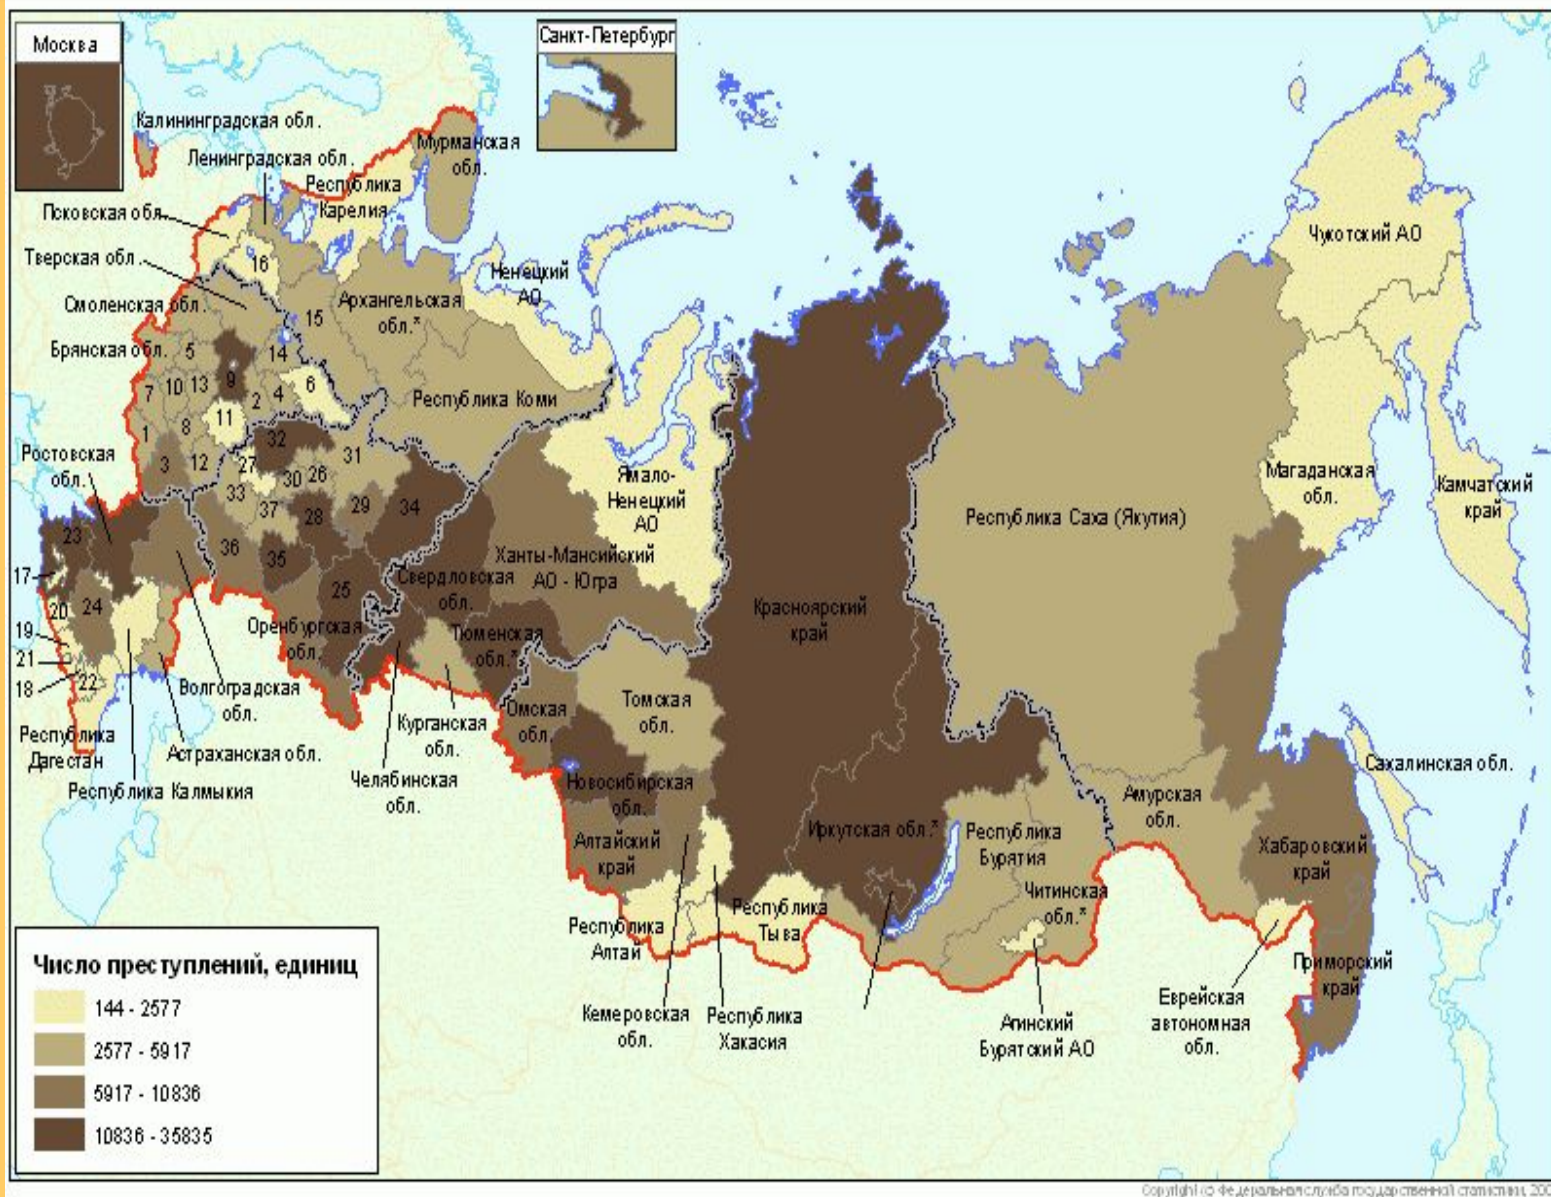 Москва
Санкт-Петербург
Калининградская обл.
Ленинградская обл.
Мурманская
обл.
Республика
Карелия
Псковская обл.
Тверская обл.
Смоленская обл.
Брянская обл.
16
Ненецкий
АО
Архангельская
обл.*
15
5
14
7
10
13
9
2
4
6
11
1
8
Республика Коми
3
12
32
27
31
30
26
33
37
28
29
34
36
35
25
Ростовская
обл.
23
17
20
24
19
21
18
22
Чукотский АО
Магаданская
обл.
Камчатский
край
Республика Саха (Якутия)
Ямало-
Ненецкий
АО
Ханты-Мансийский
АО - Югра
Красноярский
край
Свердловская
обл.
Тюменская
обл.*
Оренбургская
обл.
Волгоградская
обл.
Курганская
обл.
Омская
обл.
Томская
обл.
Республика
Дагестан
Астраханская обл.
Республика Калмыкия
Челябинская
обл.
Новосибирская
обл.
Алтайский
край
Иркутская обл.*
Республика
Бурятия
Читинская
обл.*
Амурская
обл.
Хабаровский
край
Сахалинская обл.
Республика
Алтай
Республика
Тыва
Кемеровская
обл.
Республика
Хакасия
Агинский
Бурятский АО
Еврейская
автономная
обл.
Приморский
край
Число преступлений, единиц
144 - 2577
2577 - 5917
5917 - 10836
10836 - 35835
Copyright (c) Федеральная служба государственной статистики,